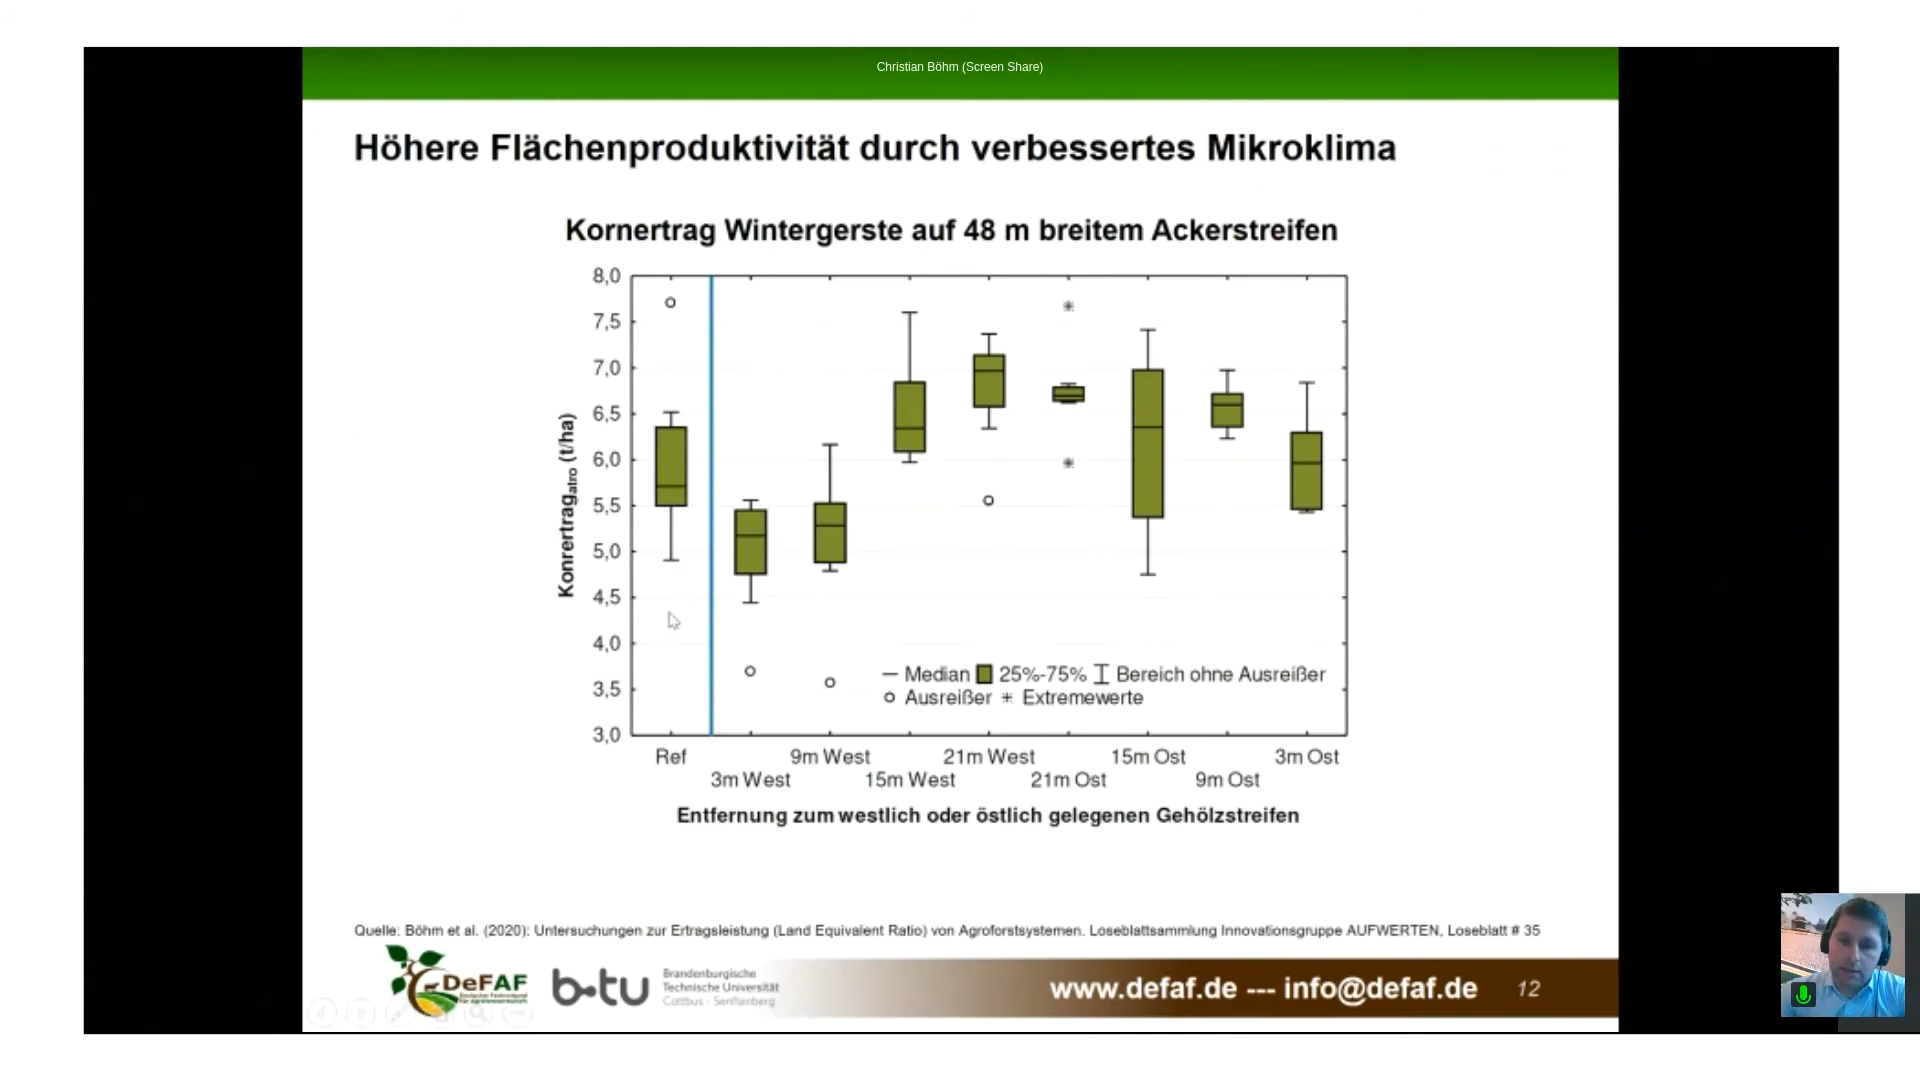 Christian Böhm (Screen Share)
Höhere Flächenproduktivität durch verbessertes Mikroklima
Kornertrag Wintergerste auf 48 m breitem Ackerstreifen
8,0
7,5
7,0
6,5
6,0
5,5
5,0
4,5
4,0
3,5
3,0
Konrertrag atro (t/ha)
Median 25%-75% Bereich ohne Ausreißer
Ausreißer * Extremewerte
Ref 9m West 21m West 15m Ost 3m Ost
3m West 15m West 21m Ost 9m Ost
Entfernung zum westlich oder östlich gelegenen Gehölzstreifen
Quelle: Böhm et al. (2020): Untersuchungen zur Ertragsleistung (Land Equivalent Ratio) von Agroforstsystemen. Loseblattsammlung Innovationsgruppe AUFWERTEN, Loseblatt # 35
DeFAF
Deutscher Fachverband
für Agroforstwirtschaft
b-tu
Brandenburgische
Technische Universität
Cottbus - Senftenberg
www.defaf.de --- info@defaf.de
12